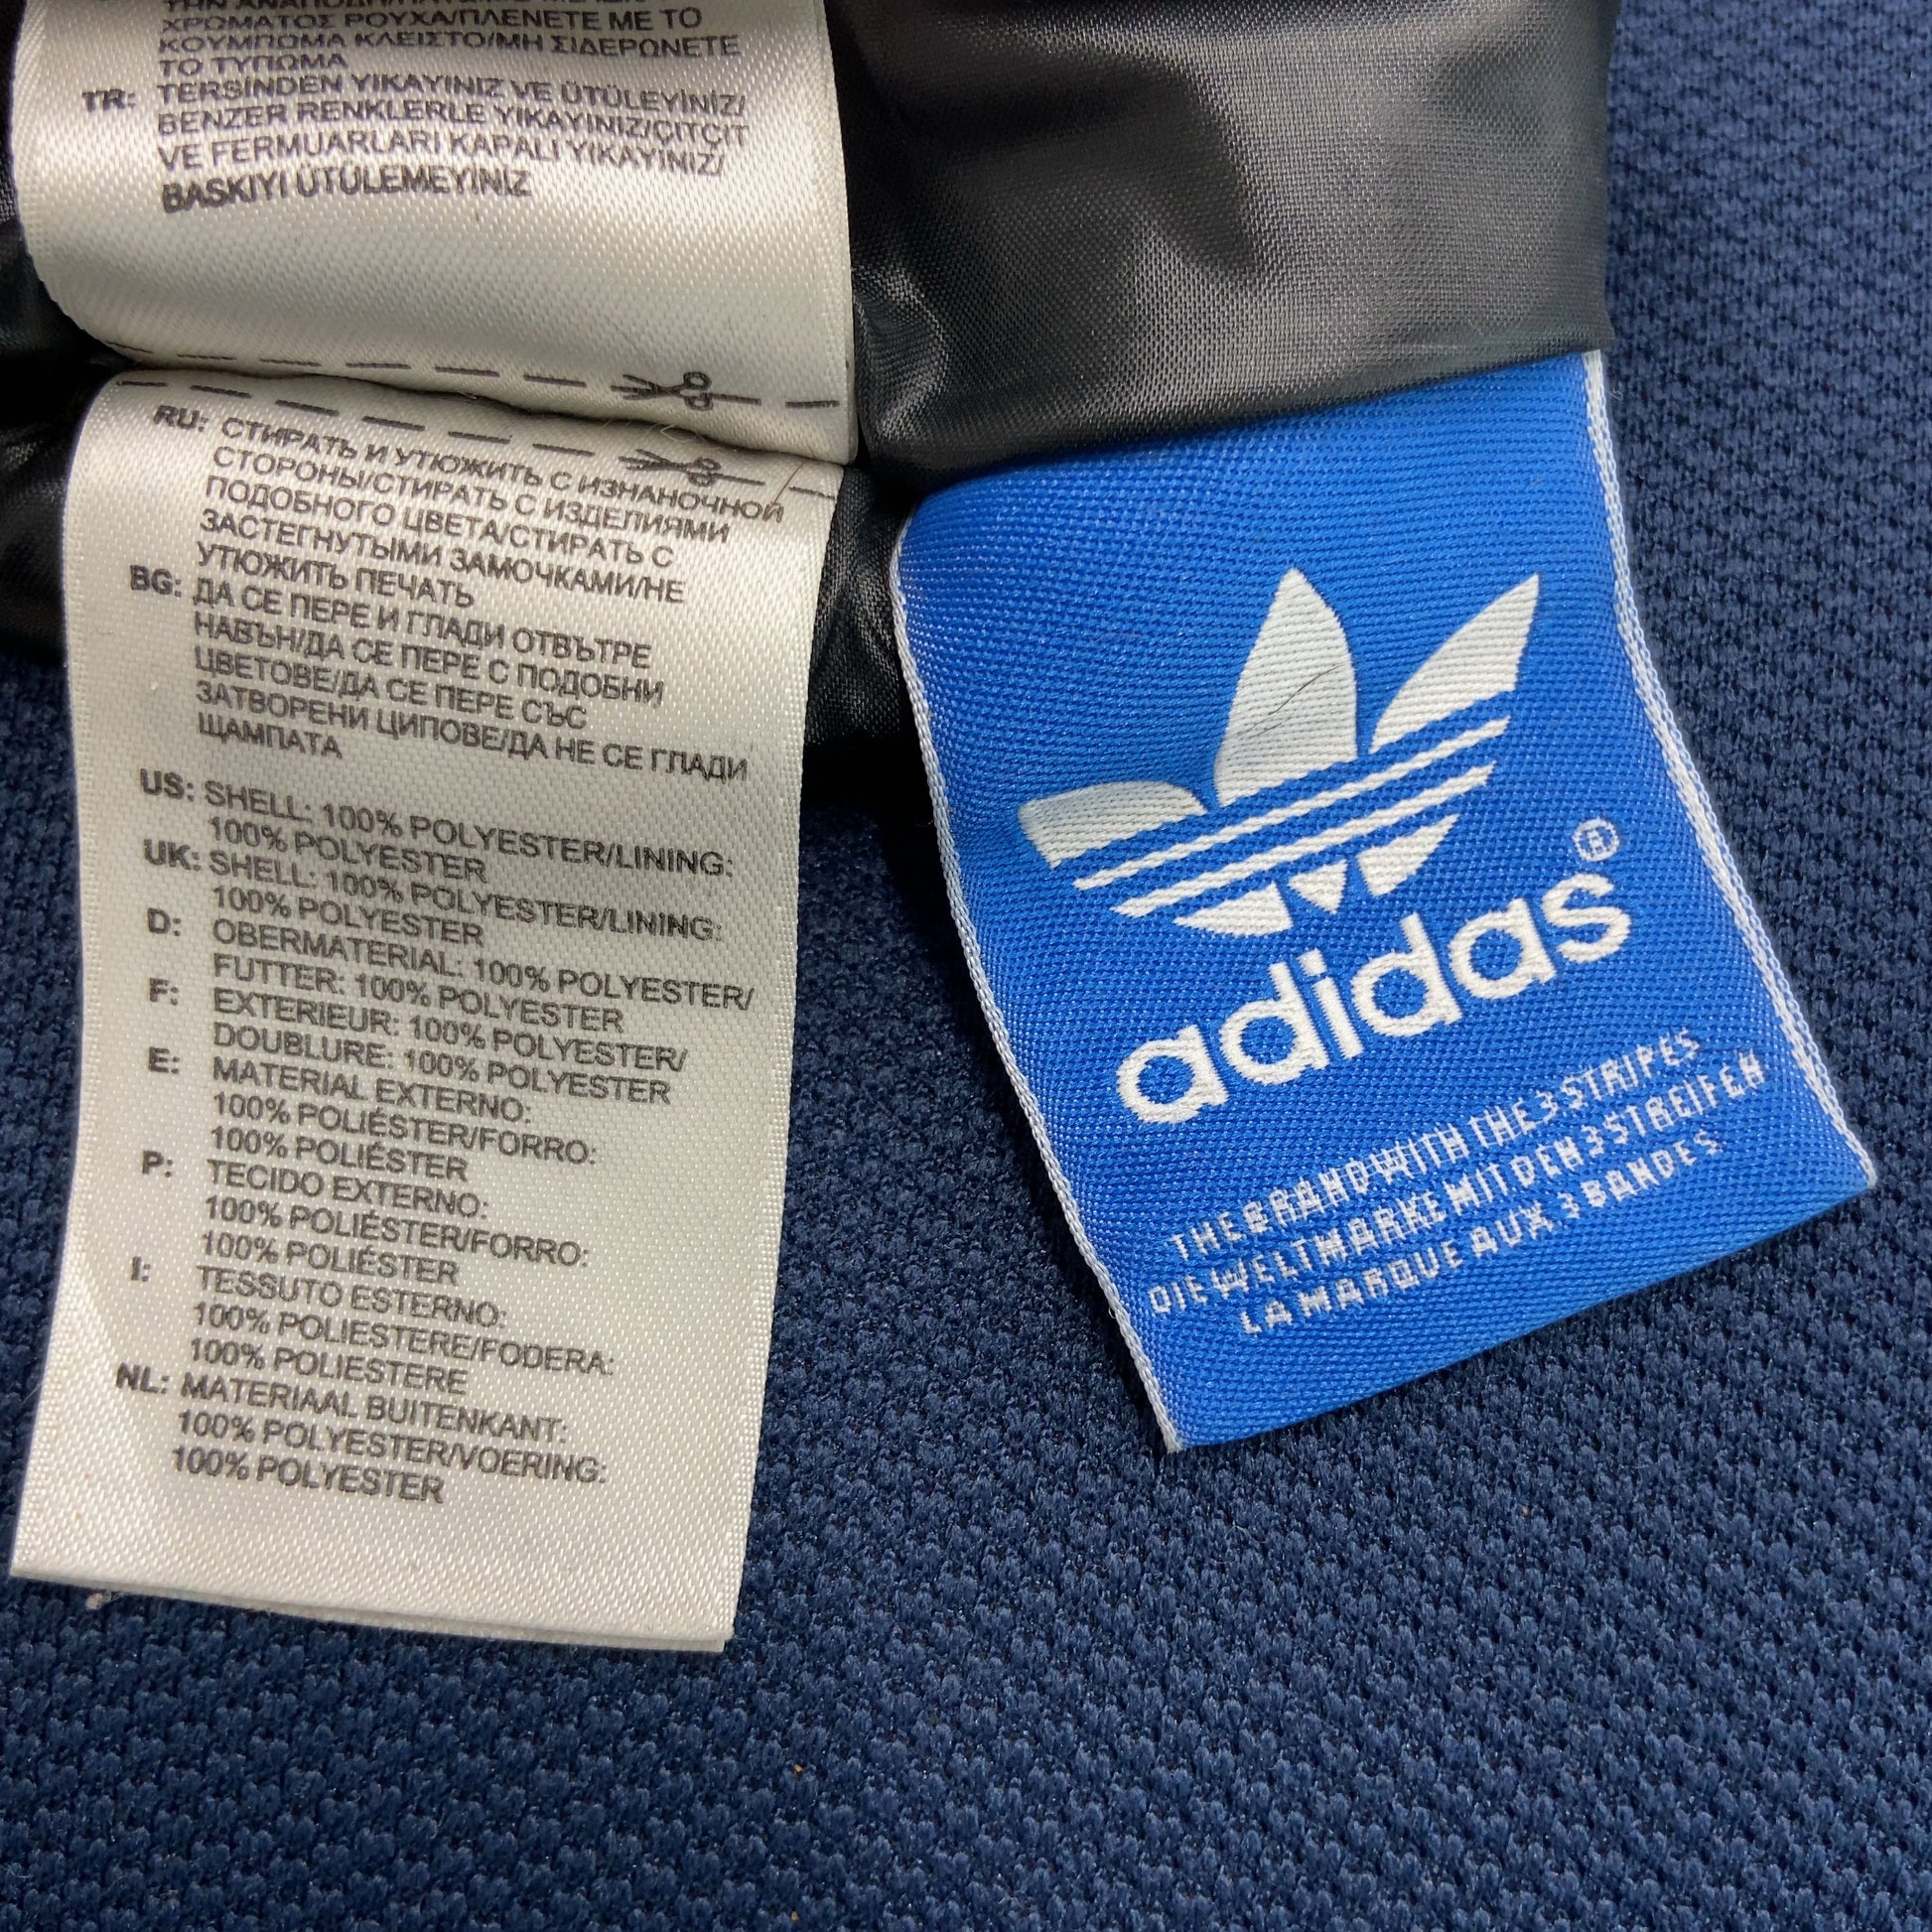 ΧΡΩΜΑΤΟΣ ΡΟΥΧΑ/ΠΛΕΝΕΤΕ ΜΕ ΤΟ
ΚΟΥΜΠΩΜΑ ΚΛΕΙΣΤΟ/ΜΗ ΣΙΔΕΡΩΝΕΤΕ
ΤΟ ΤΥΠΩΜΑ
TR: TERSİNDEN YIKAYINIZ VE ÜTÜLEYİNİZ/
BENZER RENKLERLE YIKAYINIZ/ÇITÇIT
VE FERMUARLARI KAPALI YIKAYINIZ/
BASKIYI ÜTÜLEMEYİNİZ
RU: СТИРАТЬ И УТЮЖИТЬ С ИЗНАНОЧНОЙ
СТОРОНЫ/СТИРАТЬ С ИЗДЕЛИЯМИ
ПОДОБНОГО ЦВЕТА/СТИРАТЬ С
ЗАСТЕГНУТЫМИ ЗАМОЧКАМИ/НЕ
УТЮЖИТЬ ПЕЧАТЬ
BG: ДА СЕ ПЕРЕ И ГЛАДИ ОТВЪТРЕ
НАВЪН/ДА СЕ ПЕРЕ С ПОДОБНИ
ЦВЕТОВЕ/ДА СЕ ПЕРЕ СЪС
ЗАТВОРЕНИ ЦИПОВЕ/ДА НЕ СЕ ГЛАДИ
ЩАМПАТА
US: SHELL: 100% POLYESTER/LINING:
100% POLYESTER
UK: SHELL: 100% POLYESTER/LINING:
100% POLYESTER
D: OBERMATERIAL: 100% POLYESTER/
FUTTER: 100% POLYESTER
F: EXTERIEUR: 100% POLYESTER/
DOUBLURE: 100% POLYESTER
E: MATERIAL EXTERNO:
100% POLIÉSTER/FORRO:
100% POLIÉSTER
P: TECIDO EXTERNO:
100% POLIÉSTER/FORRO:
100% POLIÉSTER
I: TESSUTO ESTERNO:
100% POLIESTERE/FODERA:
100% POLIESTERE
NL: MATERIAAL BUITENKANT:
100% POLYESTER/VOERING:
100% POLYESTER
adidas®
THE BRAND WITH THE 3 STRIPES
DIE WELTMARKE MIT DEN 3 STREIFEN
LA MARQUE AUX 3 BANDES